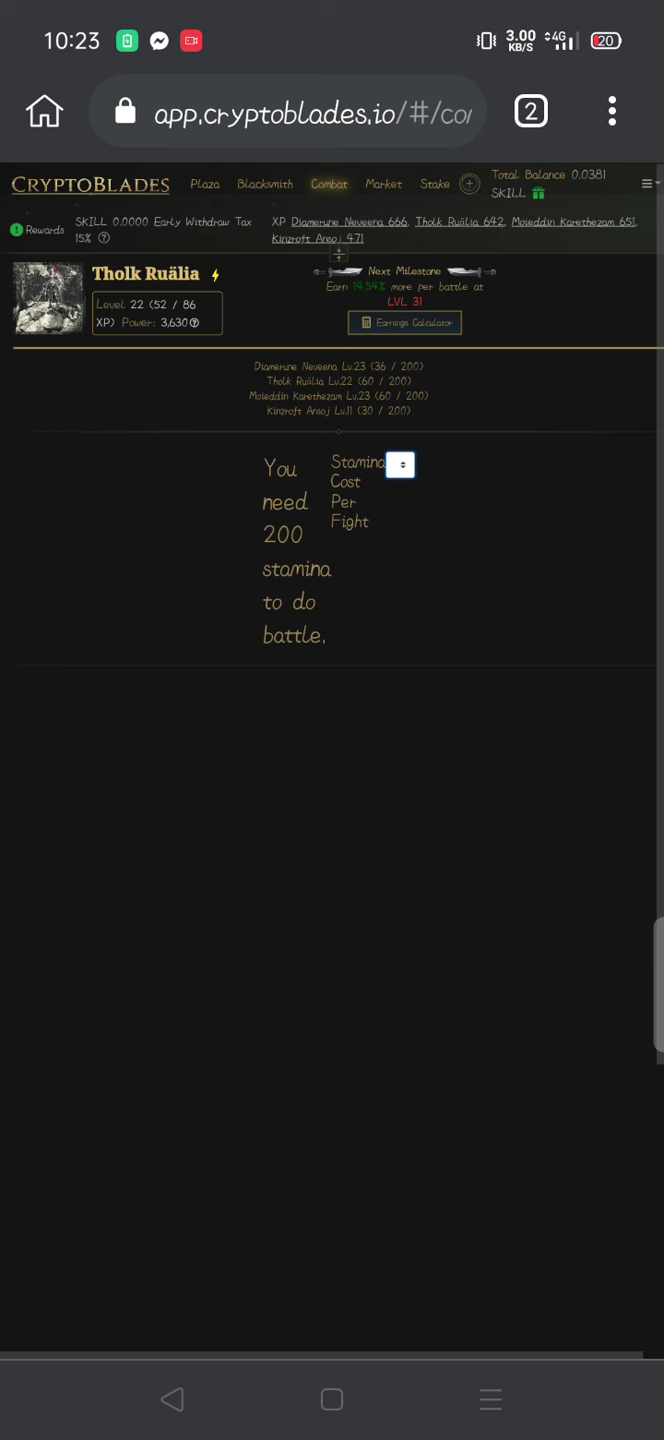 10:23
3.00 KB/S 4G 20
app.cryptoblades.io/#/co
2
CRYPTOBLADES Plaza Blacksmith Combat Market Stake Total Balance 0.0381
SKILL
Rewards SKILL 0.0000 Early Withdraw Tax
15%
XP Diamerune Neveena 666, Tholk Ruälia 642, Moieddin Karethezam 651,
Kinzroft Ansoj 471
Tholk Ruälia
Level 22 (52 / 86
XP) Power: 3,630
Next Milestone
Earn 14.54% more per battle at
LVL 31
Earnings Calculator
Diamerune Neveena Lv.23 (36 / 200)
Tholk Ruälia Lv.22 (60 / 200)
Moieddin Karethezam Lv.23 (60 / 200)
Kinzroft Ansoj Lv.11 (30 / 200)
You
need
200
stamina
to do
battle.
Stamina
Cost
Per
Fight